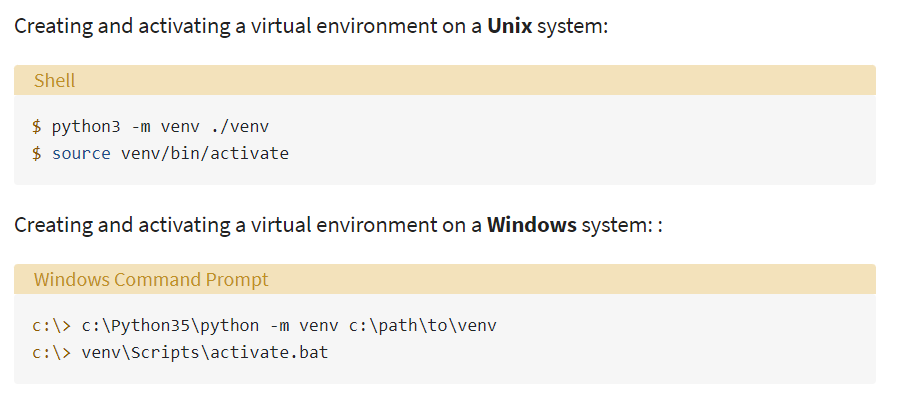 Creating and activating a virtual environment on a Unix system:
Shell
$ python3 -m venv ./venv
$ source venv/bin/activate
Creating and activating a virtual environment on a Windows system: :
Windows Command Prompt
c:\> c:\Python35\python -m venv c:\path\to\venv
c:\> venv\Scripts\activate.bat